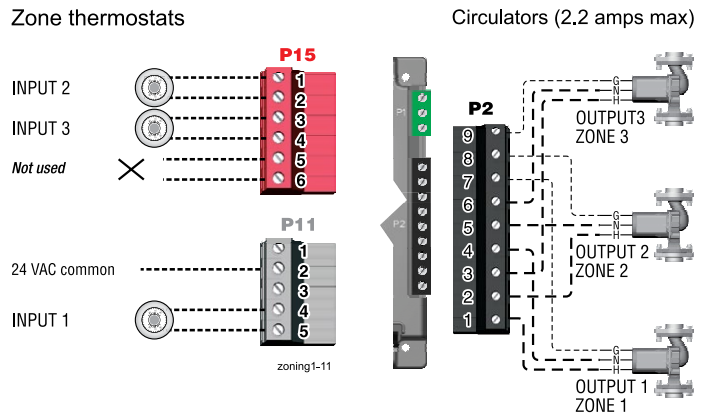 Zone thermostats
Circulators (2.2 amps max)
P15
INPUT 2
1
2
INPUT 3
3
4
Not used
5
6
P11
1
24 VAC common
2
3
INPUT 1
4
5
zoning1-11
P1
P2
P2
9
8
7
6
5
4
3
2
1
G
N
H
OUTPUT3
ZONE 3
G
N
H
OUTPUT 2
ZONE 2
G
N
H
OUTPUT 1
ZONE 1